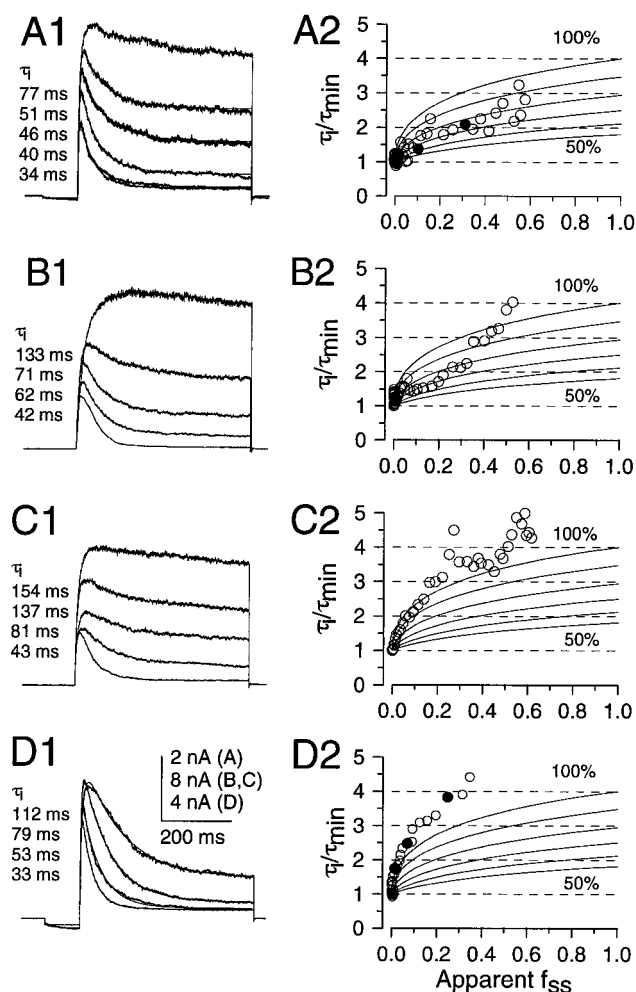 A1
τi
77 ms
51 ms
46 ms
40 ms
34 ms
A2
τi/τmin
5
4
3
2
1
0
100%
50%
0.0 0.2 0.4 0.6 0.8 1.0
B1
τi
133 ms
71 ms
62 ms
42 ms
B2
τi/τmin
5
4
3
2
1
0
100%
50%
0.0 0.2 0.4 0.6 0.8 1.0
C1
τi
154 ms
137 ms
81 ms
43 ms
C2
τi/τmin
5
4
3
2
1
0
100%
50%
0.0 0.2 0.4 0.6 0.8 1.0
D1
τi
112 ms
79 ms
53 ms
33 ms
2 nA (A)
8 nA (B,C)
4 nA (D)
200 ms
D2
τi/τmin
5
4
3
2
1
0
100%
50%
0.0 0.2 0.4 0.6 0.8 1.0
Apparent fss